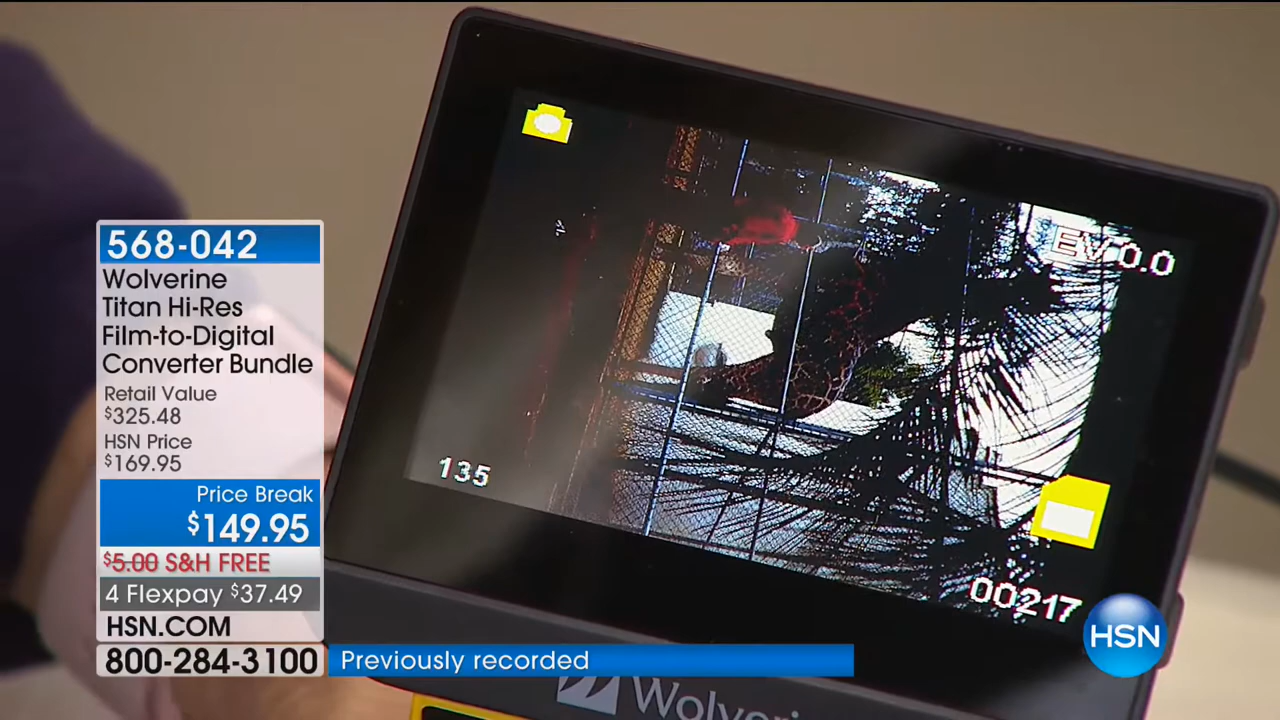 568-042
Wolverine
Titan Hi-Res
Film-to-Digital
Converter Bundle
Retail Value
$325.48
HSN Price
$169.95
Price Break
$149.95
$5.00 S&H FREE
4 Flexpay $37.49
HSN.COM
800-284-3100
Previously recorded
EV 0.0
135
00217
HSN